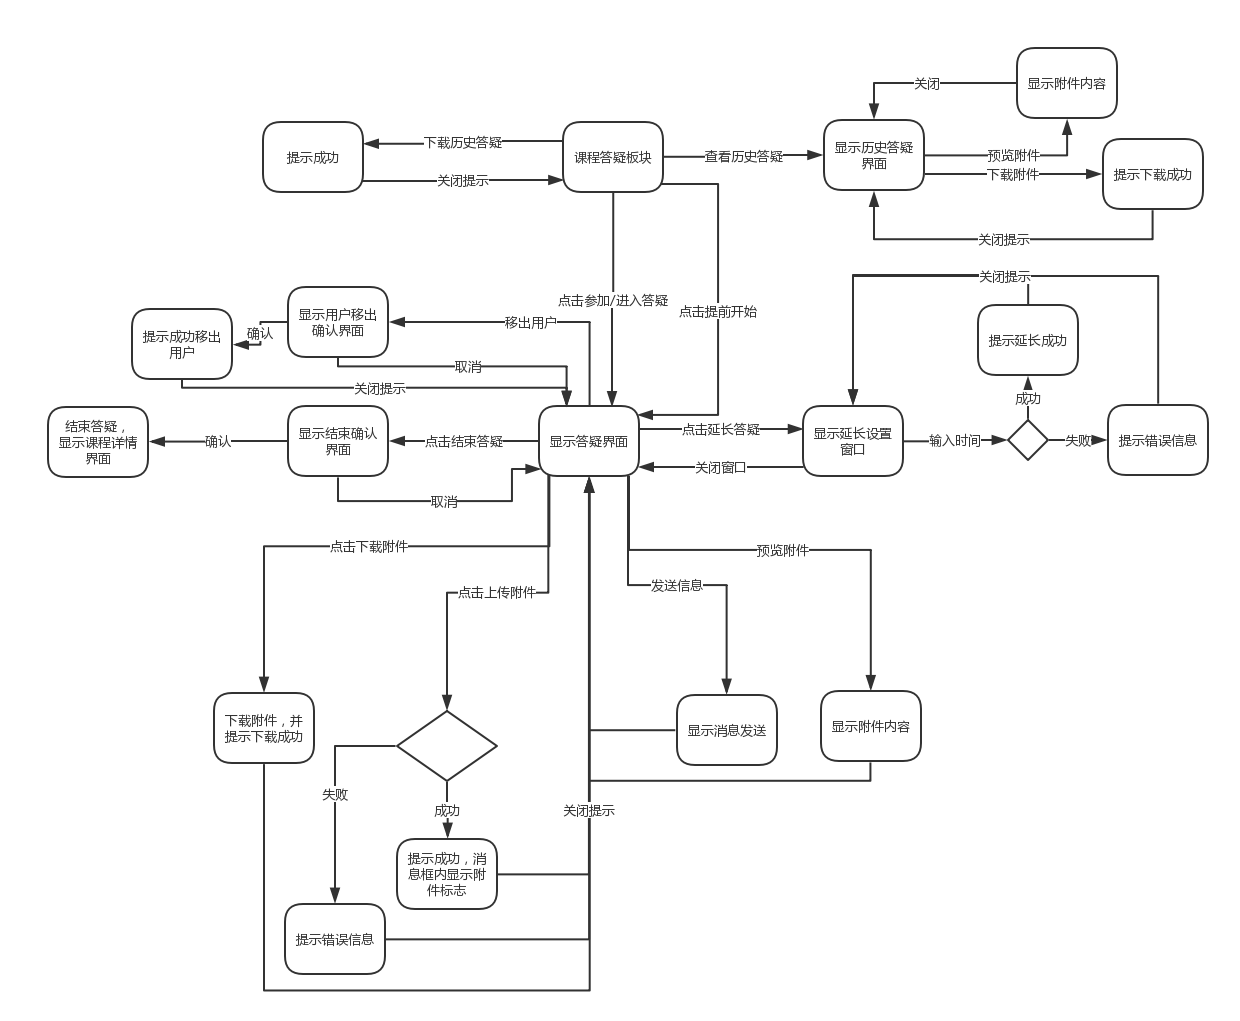 显示附件内容
关闭
下载历史答疑
提示成功
课程答疑板块
查看历史答疑
显示历史答疑
界面
预览附件
下载附件
提示下载成功
关闭提示
关闭提示
关闭提示
点击参加/进入答疑
点击提前开始
显示用户移出
确认界面
移出用户
确认
提示成功移出
用户
取消
关闭提示
提示延长成功
成功
结束答疑，
显示课程详情
界面
确认
显示结束确认
界面
点击结束答疑
显示答疑界面
点击延长答疑
显示延长设置
窗口
输入时间
失败
提示错误信息
关闭窗口
取消
点击下载附件
预览附件
点击上传附件
发送信息
下载附件，并
提示下载成功
显示消息发送
显示附件内容
失败
成功
关闭提示
提示成功，消
息框内显示附
件标志
提示错误信息